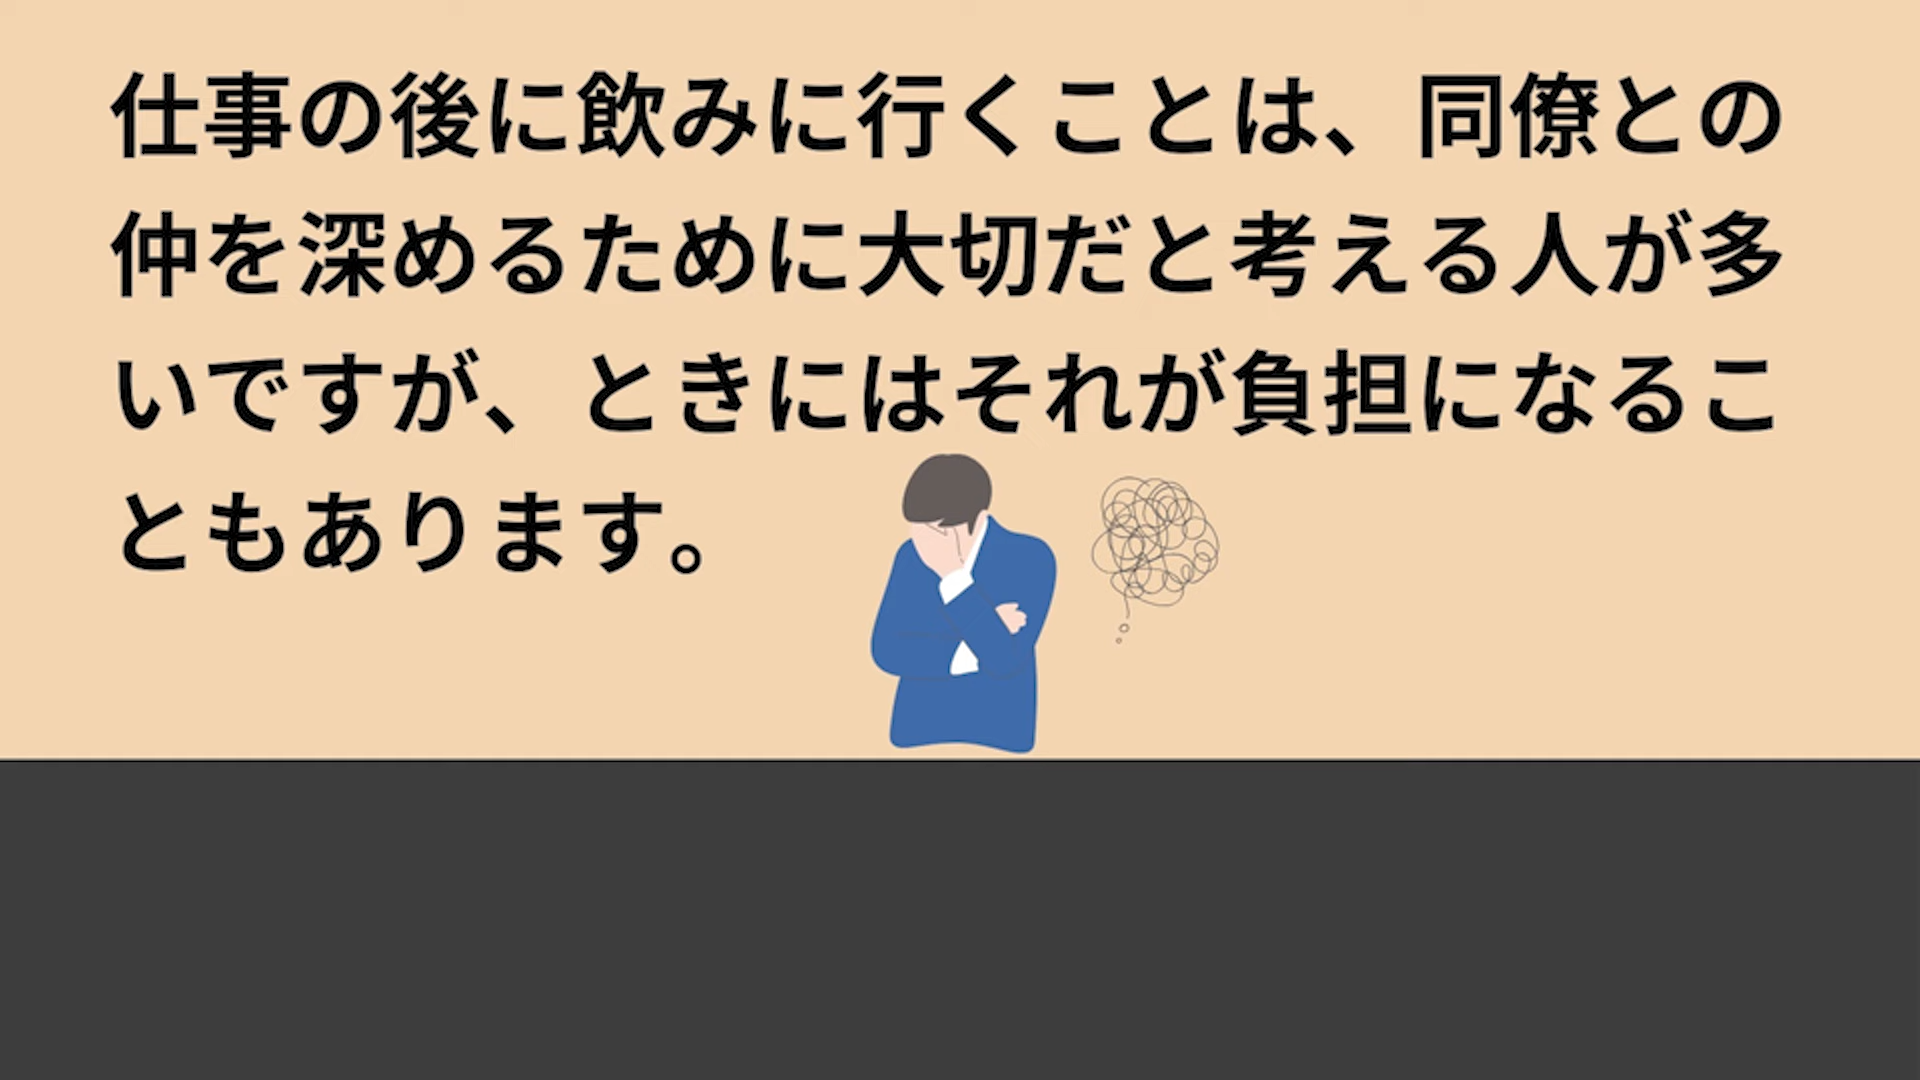 仕事の後に飲みに行くことは、同僚との
仲を深めるために大切だと考える人が多
いですが、ときにはそれが負担になるこ
ともあります。